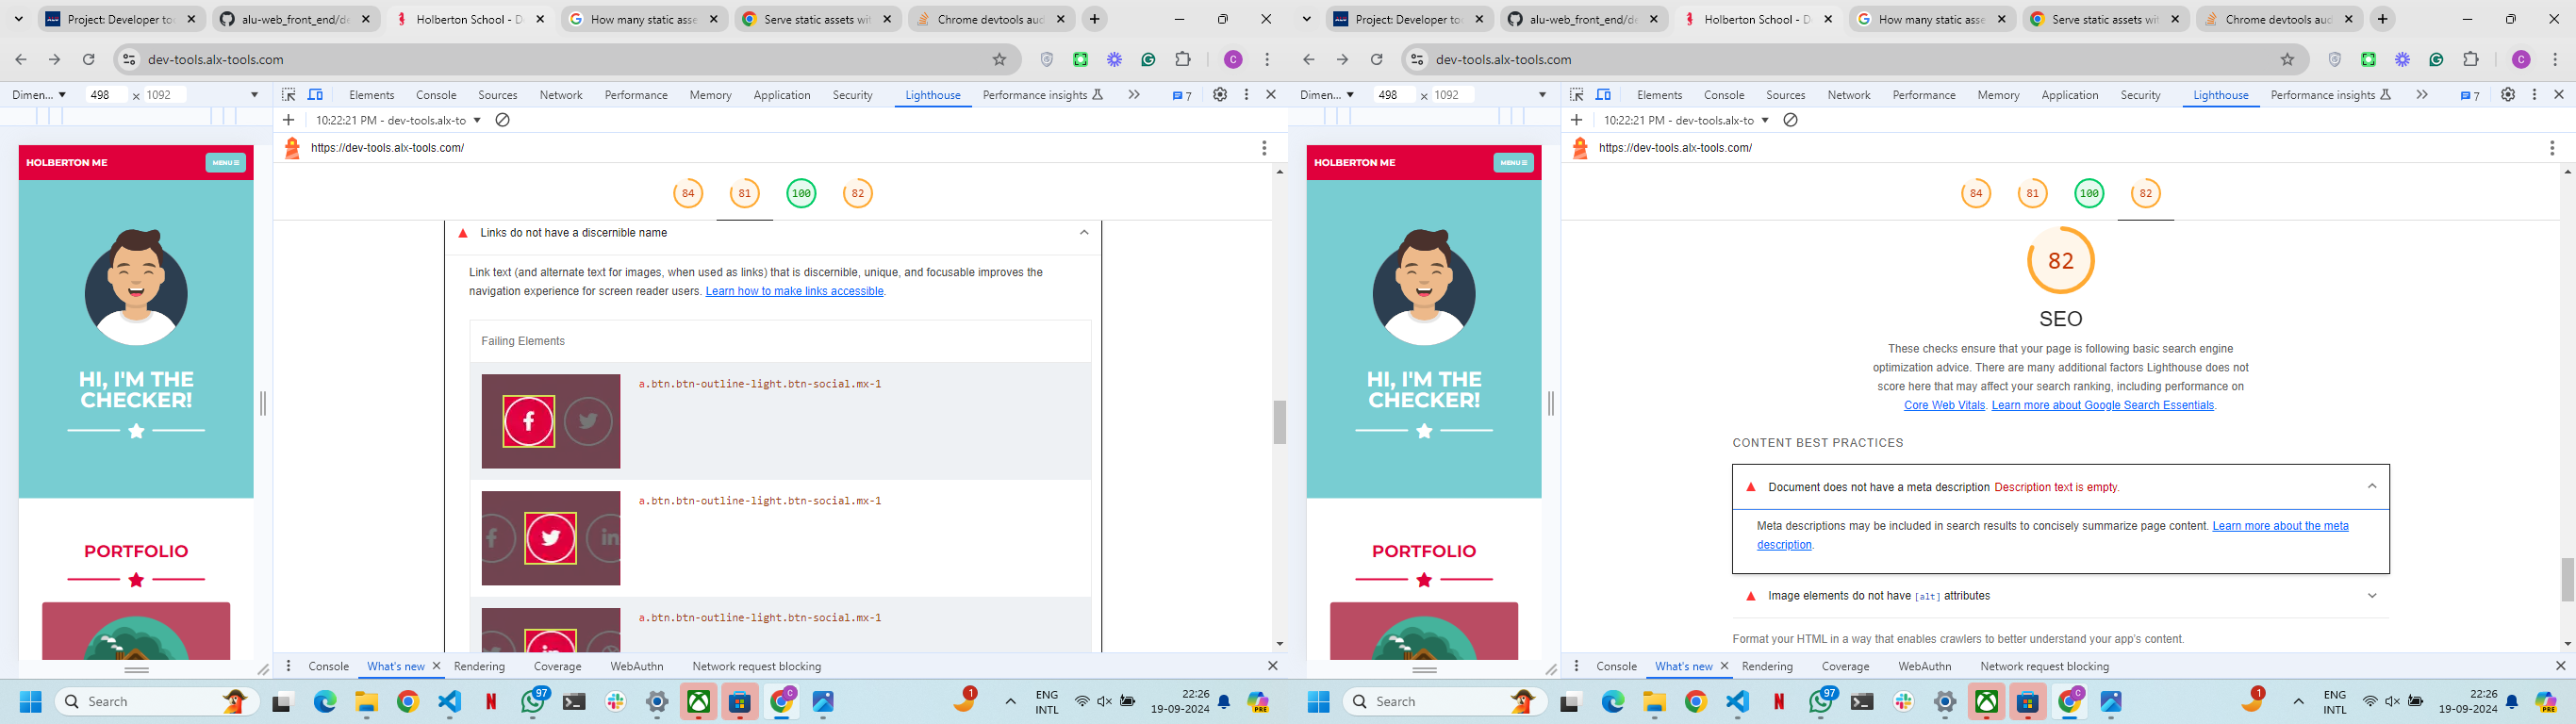 Project: Developer to
alu-web_front_end/de
Holberton School - D
How many static asse
Serve static assets wit
Chrome devtools aud
dev-tools.alx-tools.com
C
Dimen...
498 × 1092
Elements
Console
Sources
Network
Performance
Memory
Application
Security
Lighthouse
Performance insights
7
10:22:21 PM - dev-tools.alx-to
https://dev-tools.alx-tools.com/
84
81
100
82
HOLBERTON ME
MENU
HI, I'M THE
CHECKER!
PORTFOLIO
Links do not have a discernible name
Link text (and alternate text for images, when used as links) that is discernible, unique, and focusable improves the
navigation experience for screen reader users. Learn how to make links accessible.
Failing Elements
a.btn.btn-outline-light.btn-social.mx-1
a.btn.btn-outline-light.btn-social.mx-1
a.btn.btn-outline-light.btn-social.mx-1
Console
What's new
Rendering
Coverage
WebAuthn
Network request blocking
Search
97
C
1
ENG
INTL
22:26
19-09-2024
PRE
Project: Developer to
alu-web_front_end/de
Holberton School - D
How many static asse
Serve static assets wit
Chrome devtools aud
dev-tools.alx-tools.com
C
Dimen...
498 × 1092
Elements
Console
Sources
Network
Performance
Memory
Application
Security
Lighthouse
Performance insights
7
10:22:21 PM - dev-tools.alx-to
https://dev-tools.alx-tools.com/
84
81
100
82
HOLBERTON ME
MENU
HI, I'M THE
CHECKER!
PORTFOLIO
82
SEO
These checks ensure that your page is following basic search engine
optimization advice. There are many additional factors Lighthouse does not
score here that may affect your search ranking, including performance on
Core Web Vitals. Learn more about Google Search Essentials.
CONTENT BEST PRACTICES
Document does not have a meta description Description text is empty.
Meta descriptions may be included in search results to concisely summarize page content. Learn more about the meta
description.
Image elements do not have [alt] attributes
Format your HTML in a way that enables crawlers to better understand your app's content.
Console
What's new
Rendering
Coverage
WebAuthn
Network request blocking
Search
97
C
1
ENG
INTL
22:26
19-09-2024
PRE